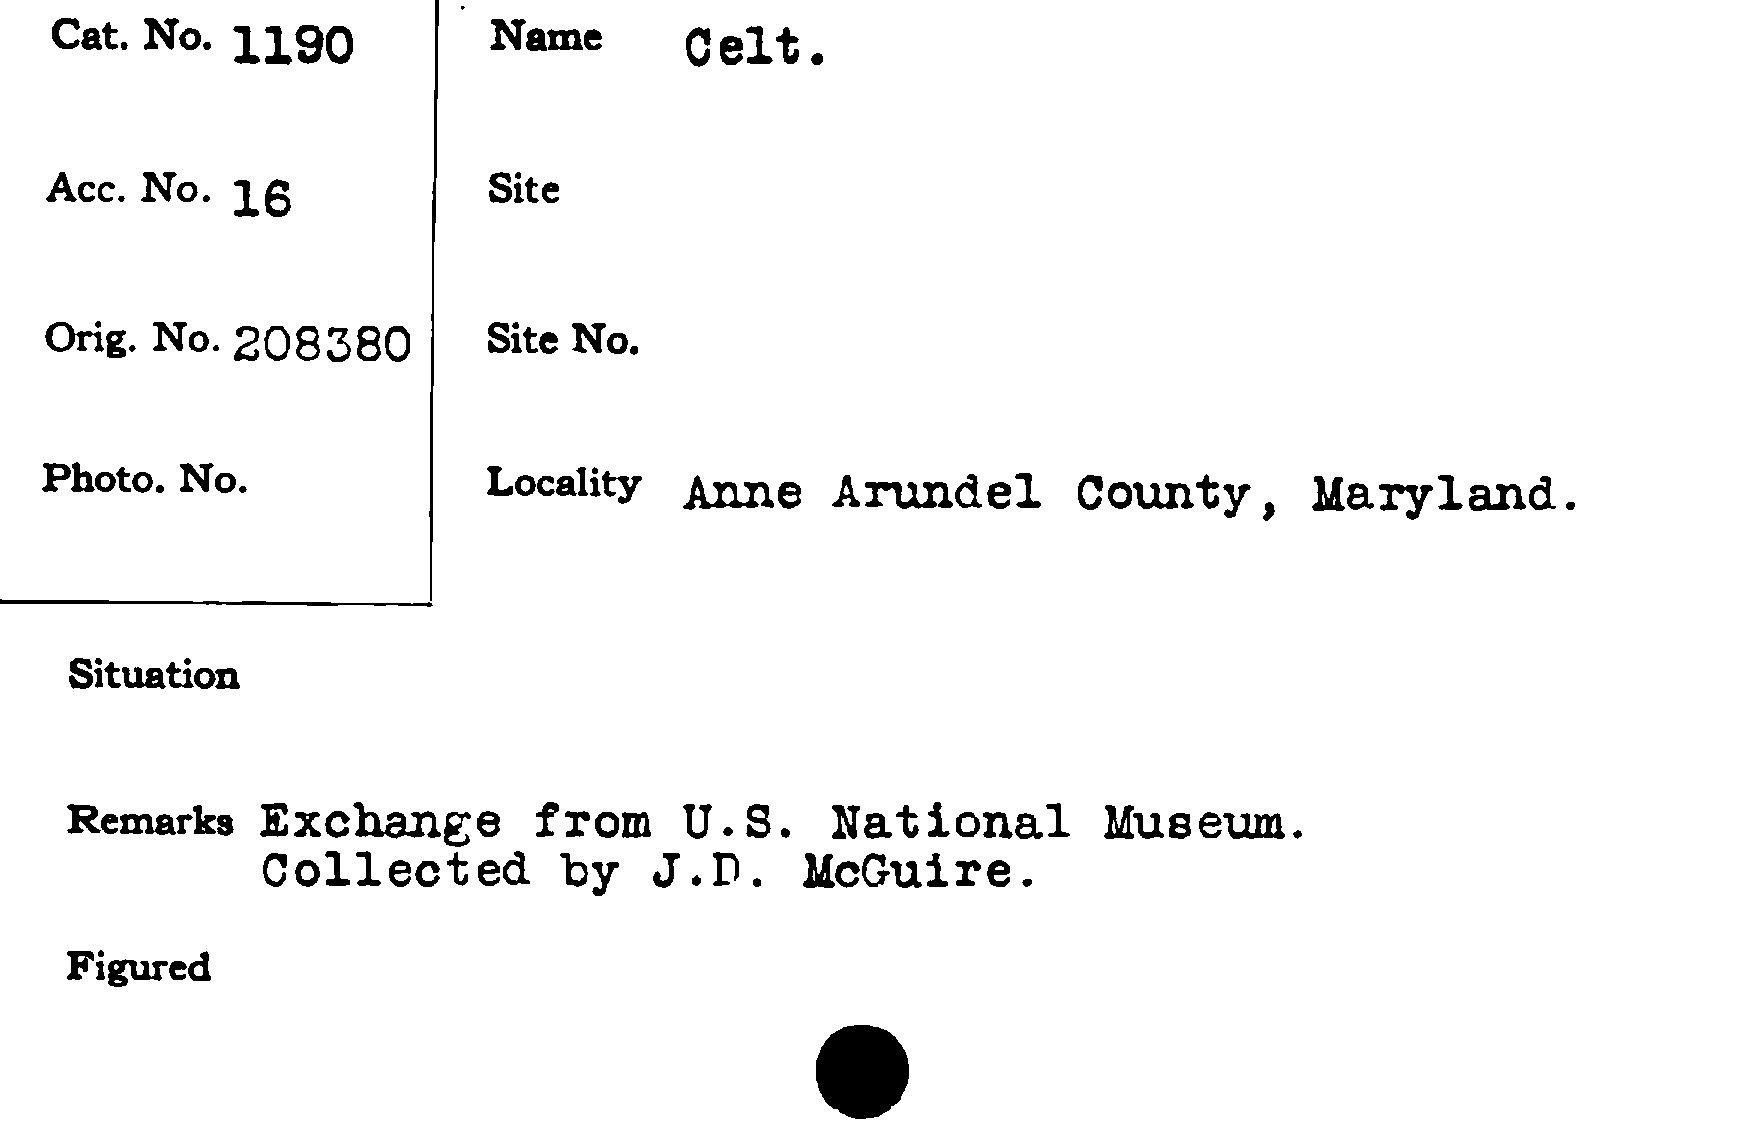 Cat. No. 1190
Acc. No. 16
Orig. No. 208380
Photo. No.
Name Celt.
Site
Site No.
Locality Anne Arundel County, Maryland.
Situation
Remarks Exchange from U.S. National Museum.
Collected by J.D. McGuire.
Figured